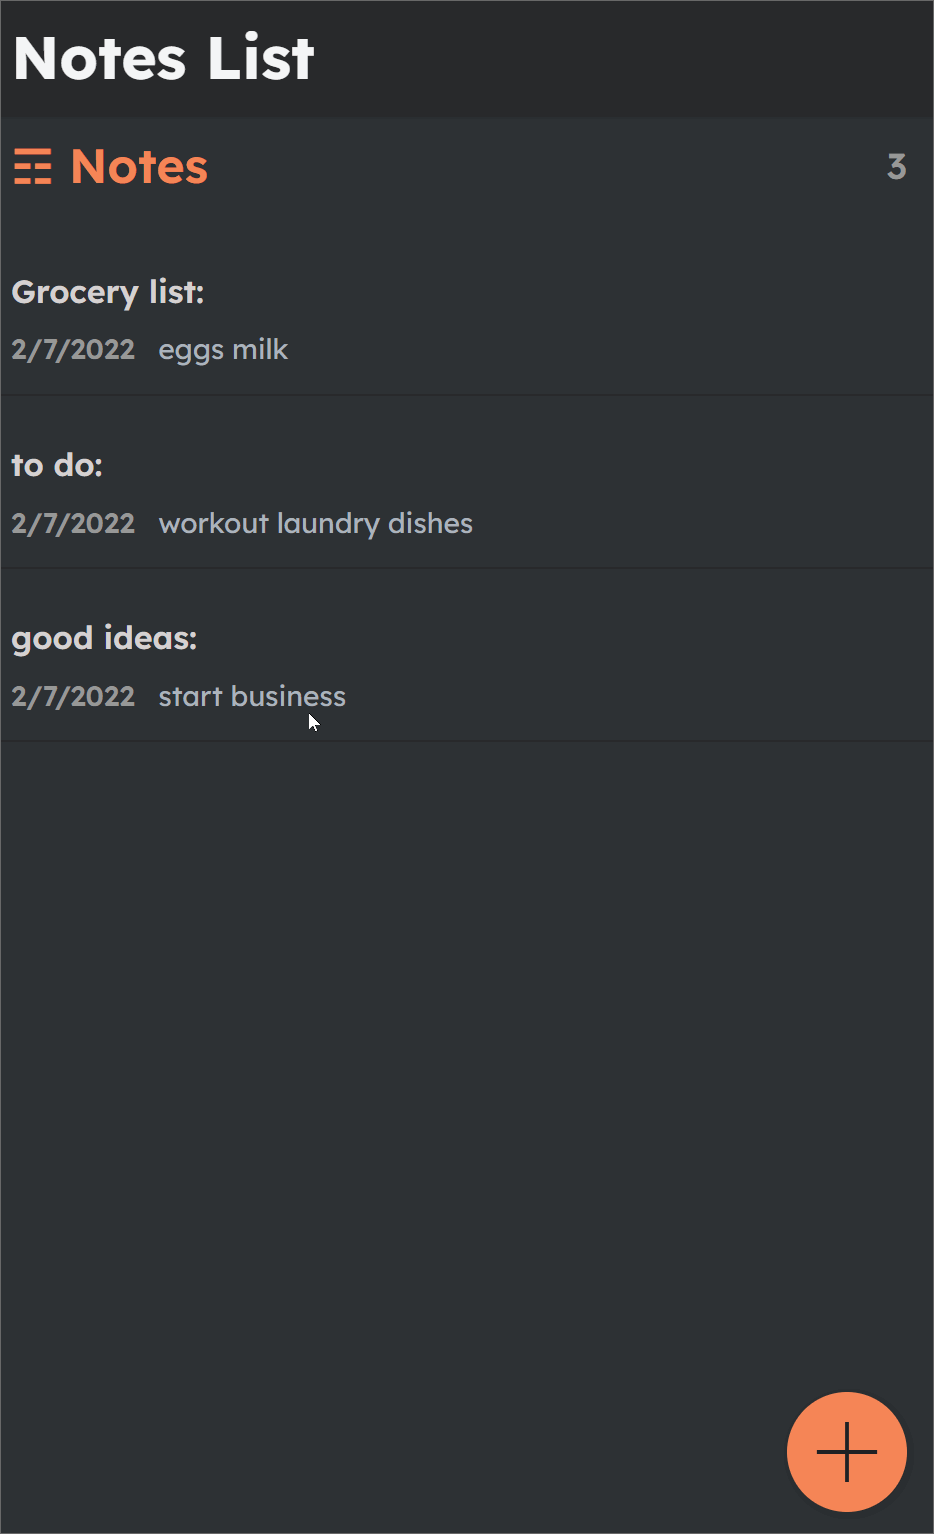 Notes List
☶ Notes 3
Grocery list:
2/7/2022 eggs milk
to do:
2/7/2022 workout laundry dishes
good ideas:
2/7/2022 start business